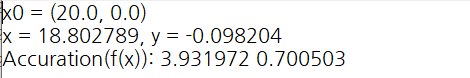 x0 = (20.0, 0.0)
x = 18.802789, y = -0.098204
Accuration(f(x)): 3.931972 0.700503